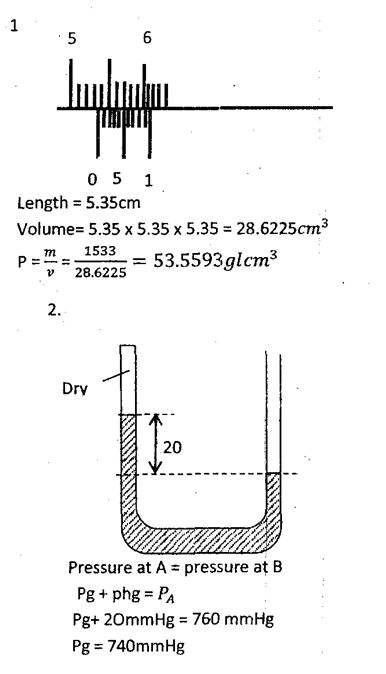 1
5 6
0 5 1
Length = 5.35cm
Volume= 5.35 x 5.35 x 5.35 = 28.6225cm³
P = m/v = 1533/28.6225 = 53.5593glcm³
2.
Dry
20
Pressure at A = pressure at B
Pg + phg = P_A
Pg+ 20mmHg = 760 mmHg
Pg = 740mmHg